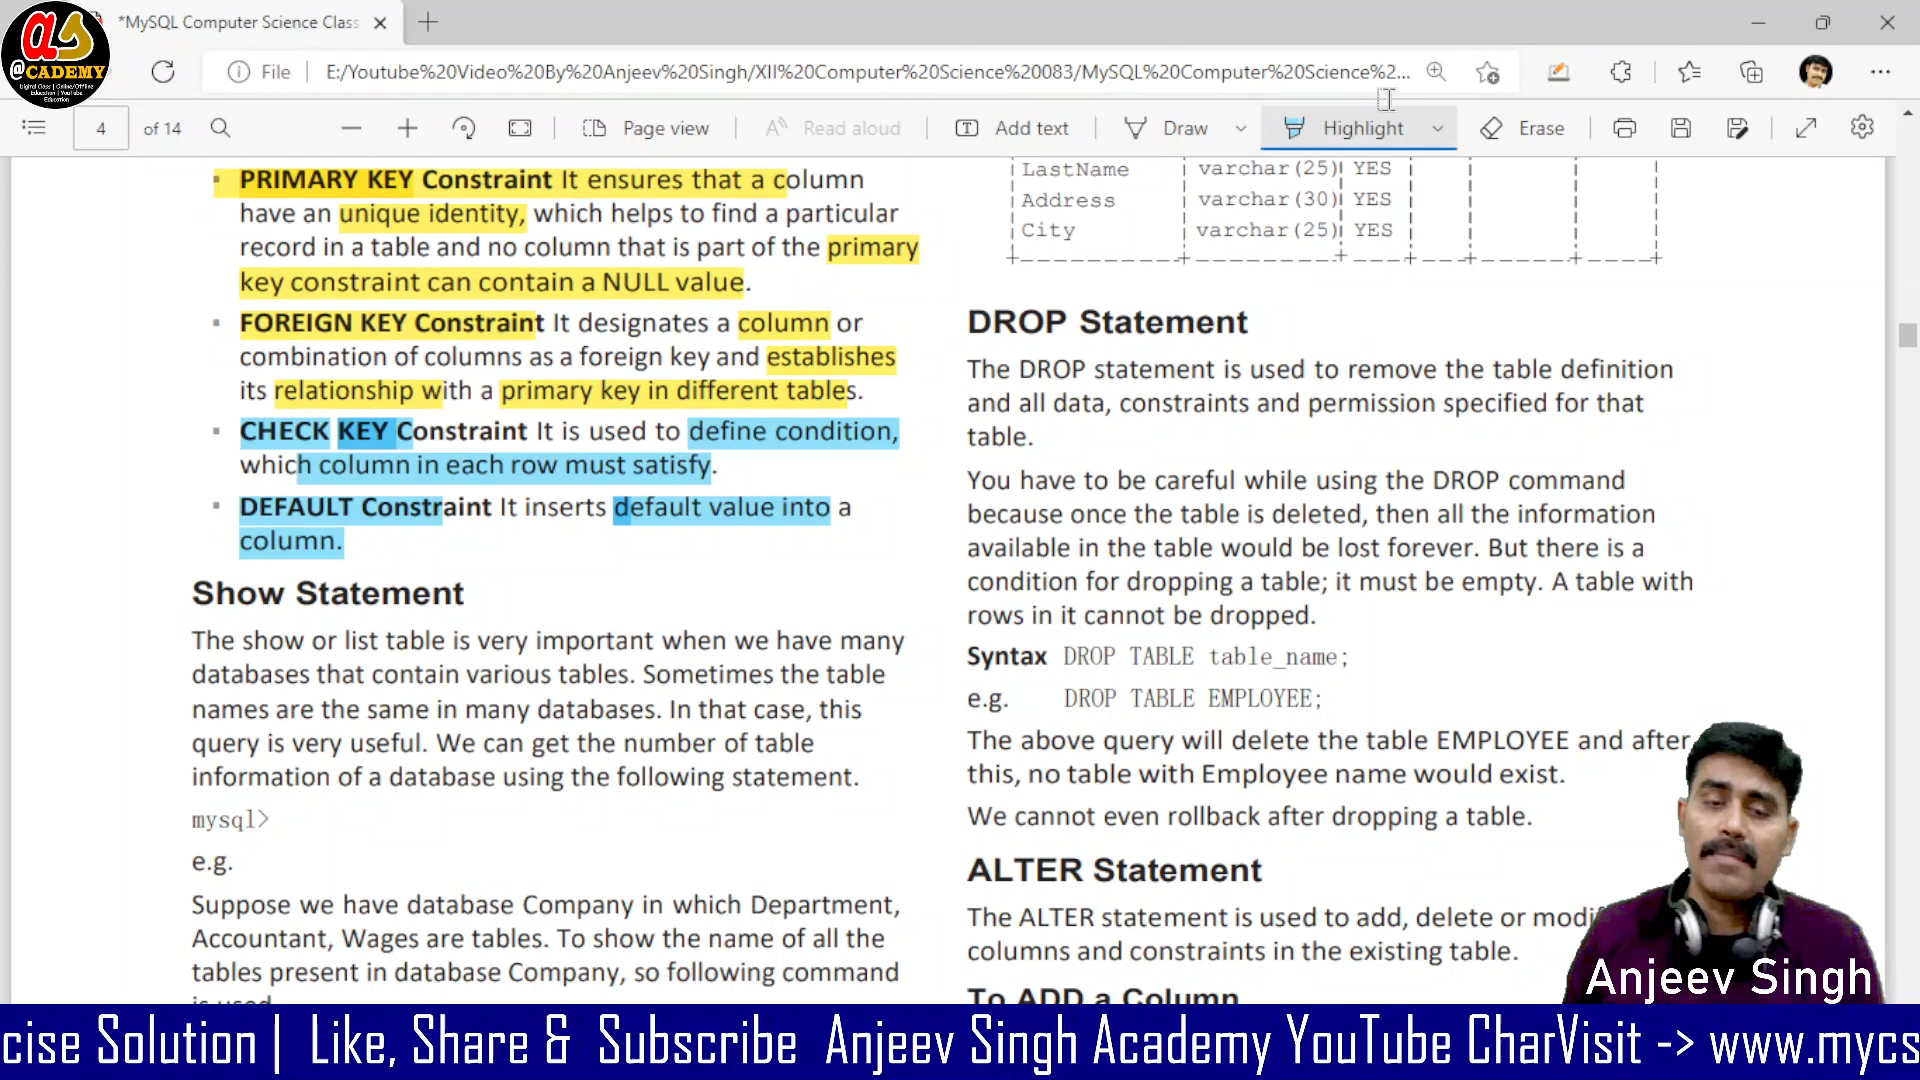 *MySQL Computer Science Class
as
@CADEMY
Digital Class | Online/Offline
Education | YouTube
Education
File
E:/Youtube%20Video%20By%20Anjeev%20Singh/XII%20Computer%20Science%20083/MySQL%20Computer%20Science%2...
4
of 14
Page view
Read aloud
Add text
Draw
Highlight
Erase
PRIMARY KEY Constraint It ensures that a column
have an unique identity, which helps to find a particular
record in a table and no column that is part of the primary
key constraint can contain a NULL value.
FOREIGN KEY Constraint It designates a column or
combination of columns as a foreign key and establishes
its relationship with a primary key in different tables.
CHECK KEY Constraint It is used to define condition,
which column in each row must satisfy.
DEFAULT Constraint It inserts default value into a
column.
Show Statement
The show or list table is very important when we have many
databases that contain various tables. Sometimes the table
names are the same in many databases. In that case, this
query is very useful. We can get the number of table
information of a database using the following statement.
mysql>
e.g.
Suppose we have database Company in which Department,
Accountant, Wages are tables. To show the name of all the
tables present in database Company, so following command
is used
LastName varchar(25) YES
Address varchar(30) YES
City varchar(25) YES
DROP Statement
The DROP statement is used to remove the table definition
and all data, constraints and permission specified for that
table.
You have to be careful while using the DROP command
because once the table is deleted, then all the information
available in the table would be lost forever. But there is a
condition for dropping a table; it must be empty. A table with
rows in it cannot be dropped.
Syntax DROP TABLE table_name;
e.g. DROP TABLE EMPLOYEE;
The above query will delete the table EMPLOYEE and after
this, no table with Employee name would exist.
We cannot even rollback after dropping a table.
ALTER Statement
The ALTER statement is used to add, delete or modi
columns and constraints in the existing table.
To ADD a Column
Anjeev Singh
cise Solution | Like, Share & Subscribe Anjeev Singh Academy YouTube CharVisit -> www.mycs